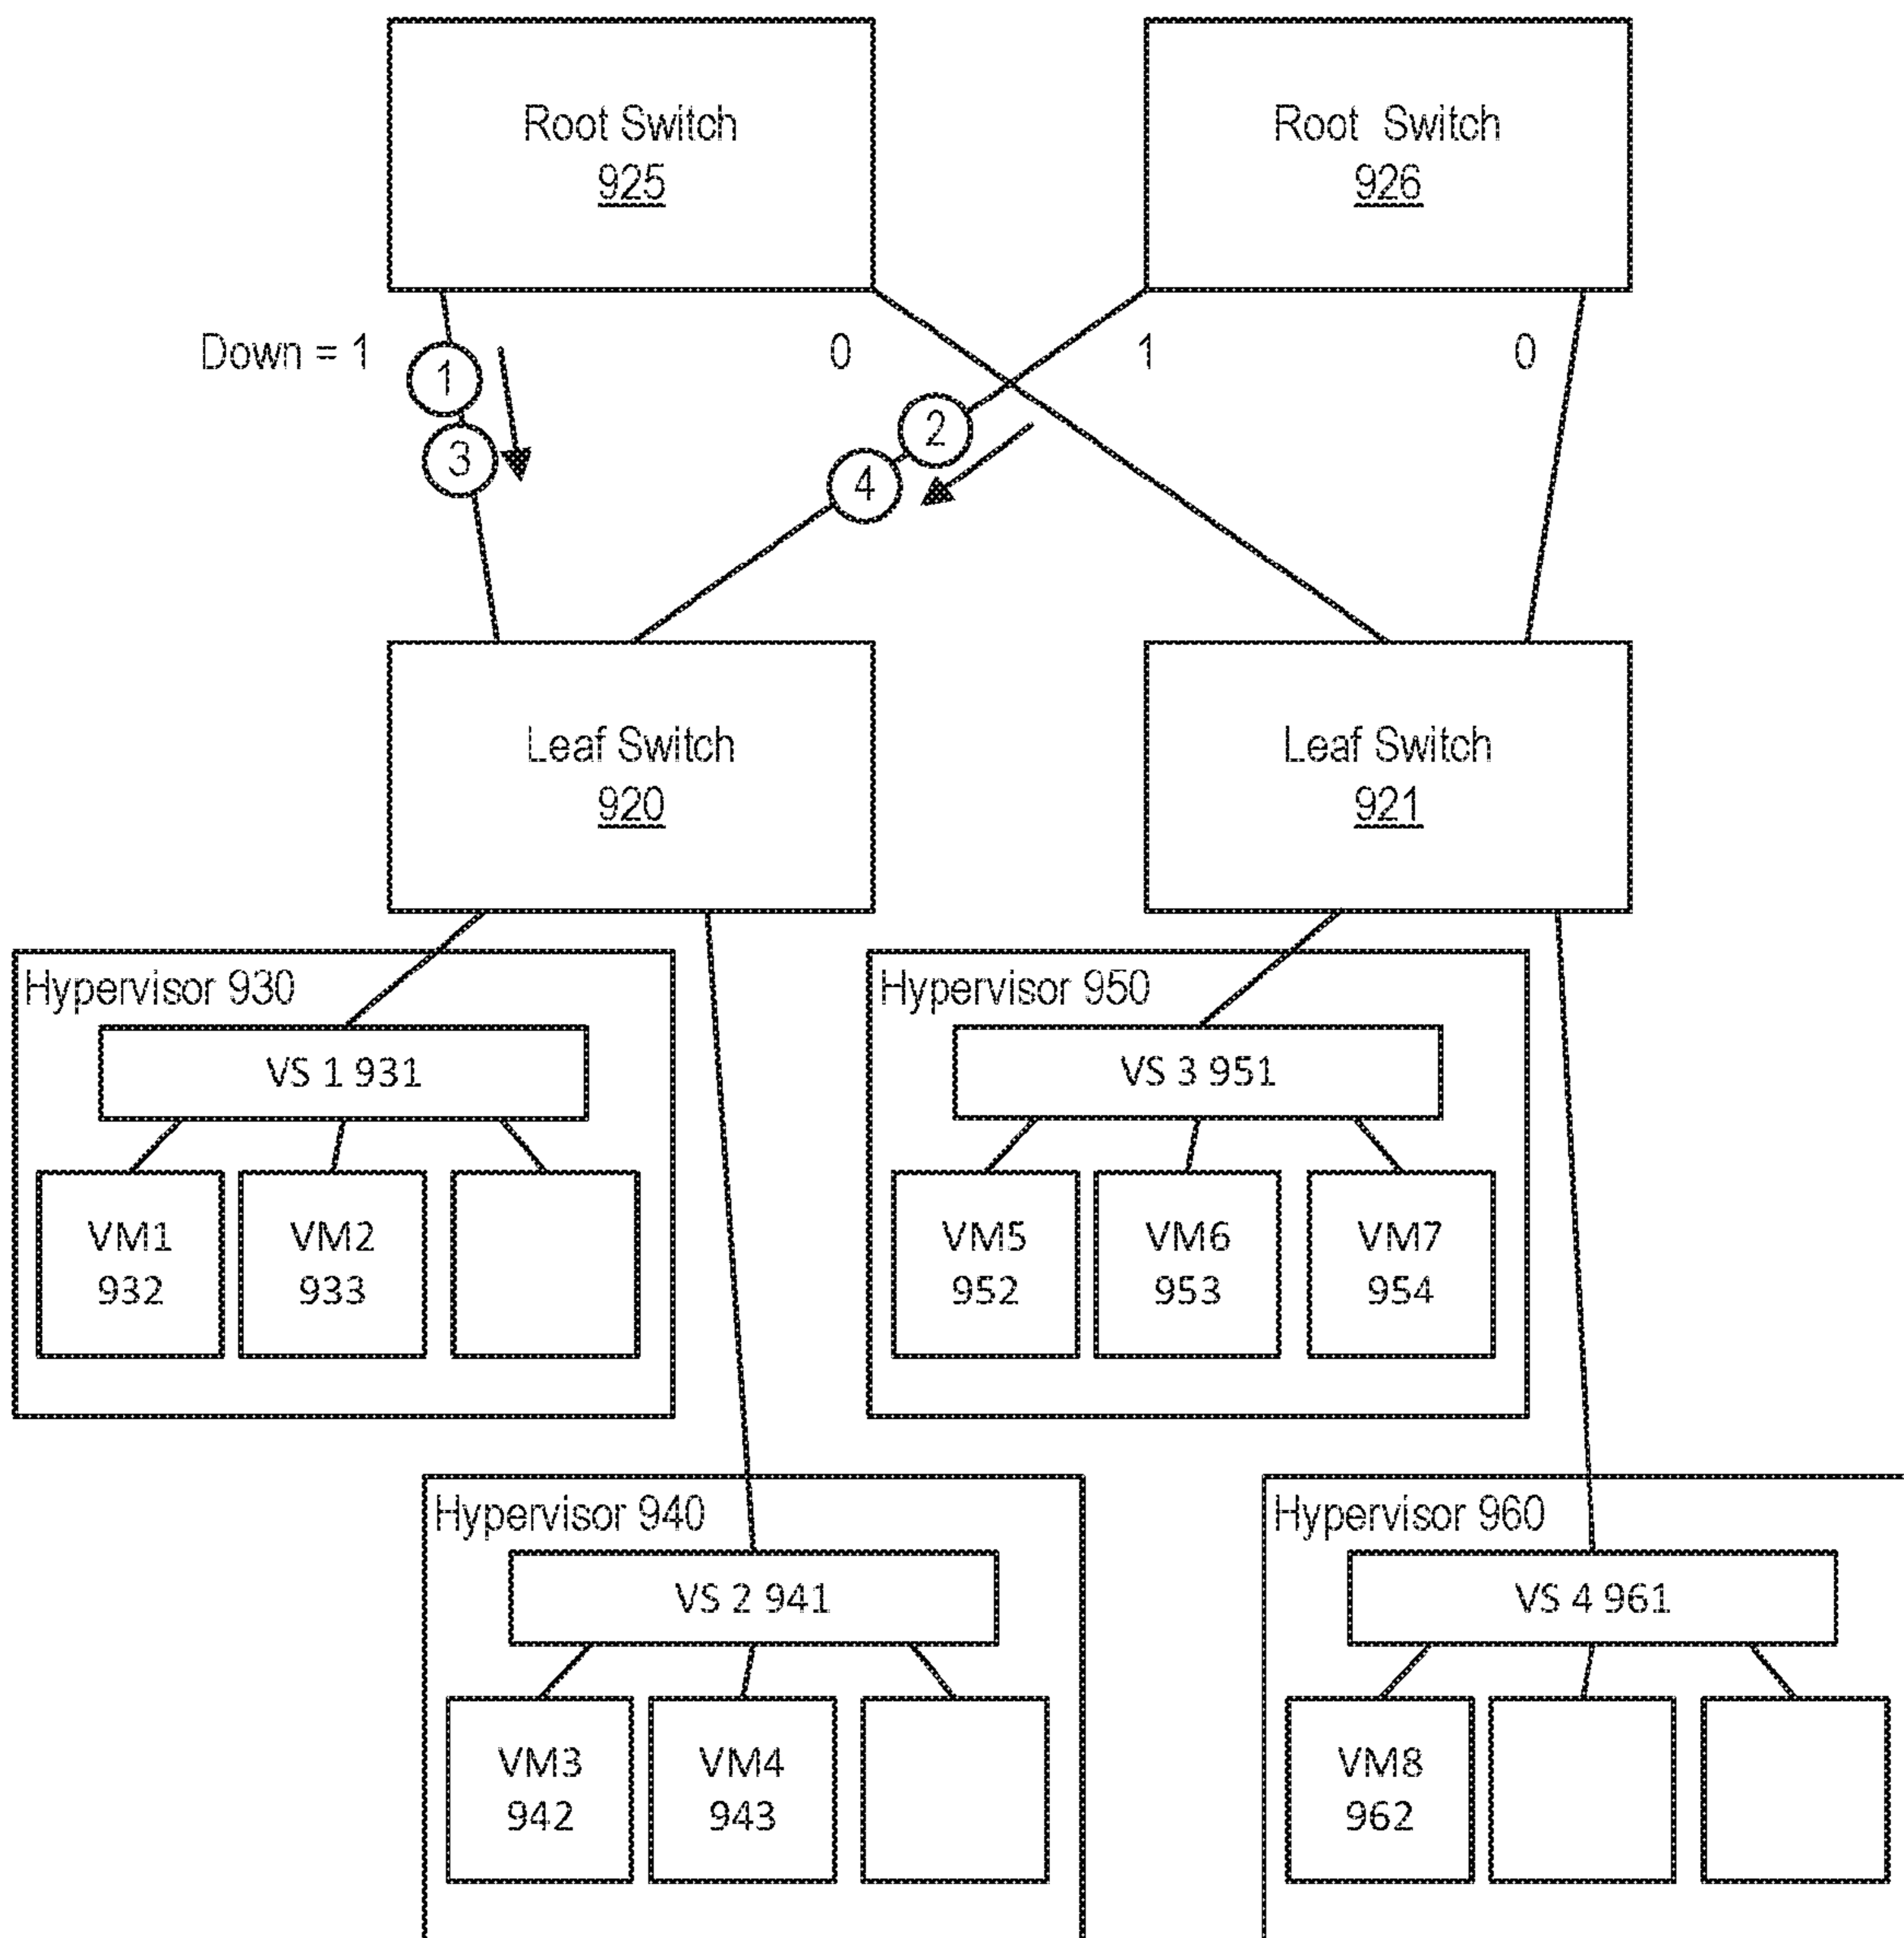 Root Switch
925
Root Switch
926
Down = 1
0
1
0
1
3
2
4
Leaf Switch
920
Leaf Switch
921
Hypervisor 930
VS 1 931
VM1
932
VM2
933
Hypervisor 950
VS 3 951
VM5
952
VM6
953
VM7
954
Hypervisor 940
VS 2 941
VM3
942
VM4
943
Hypervisor 960
VS 4 961
VM8
962